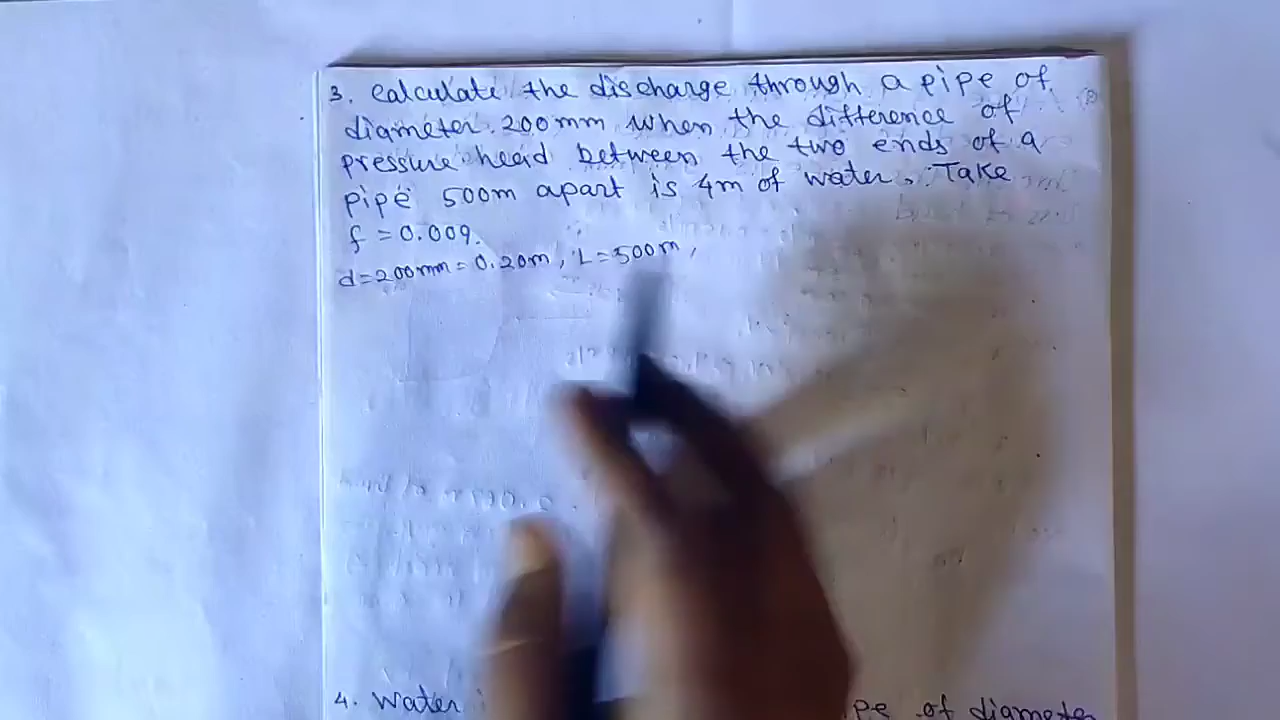 3. Calculate the discharge through a pipe of
diameter 200mm when the difference of
pressure head between the two ends of a
pipe 500m apart is 4m of water. Take
f = 0.009.
d=200mm = 0.20m, L=500m,
4. Water pe of diameter